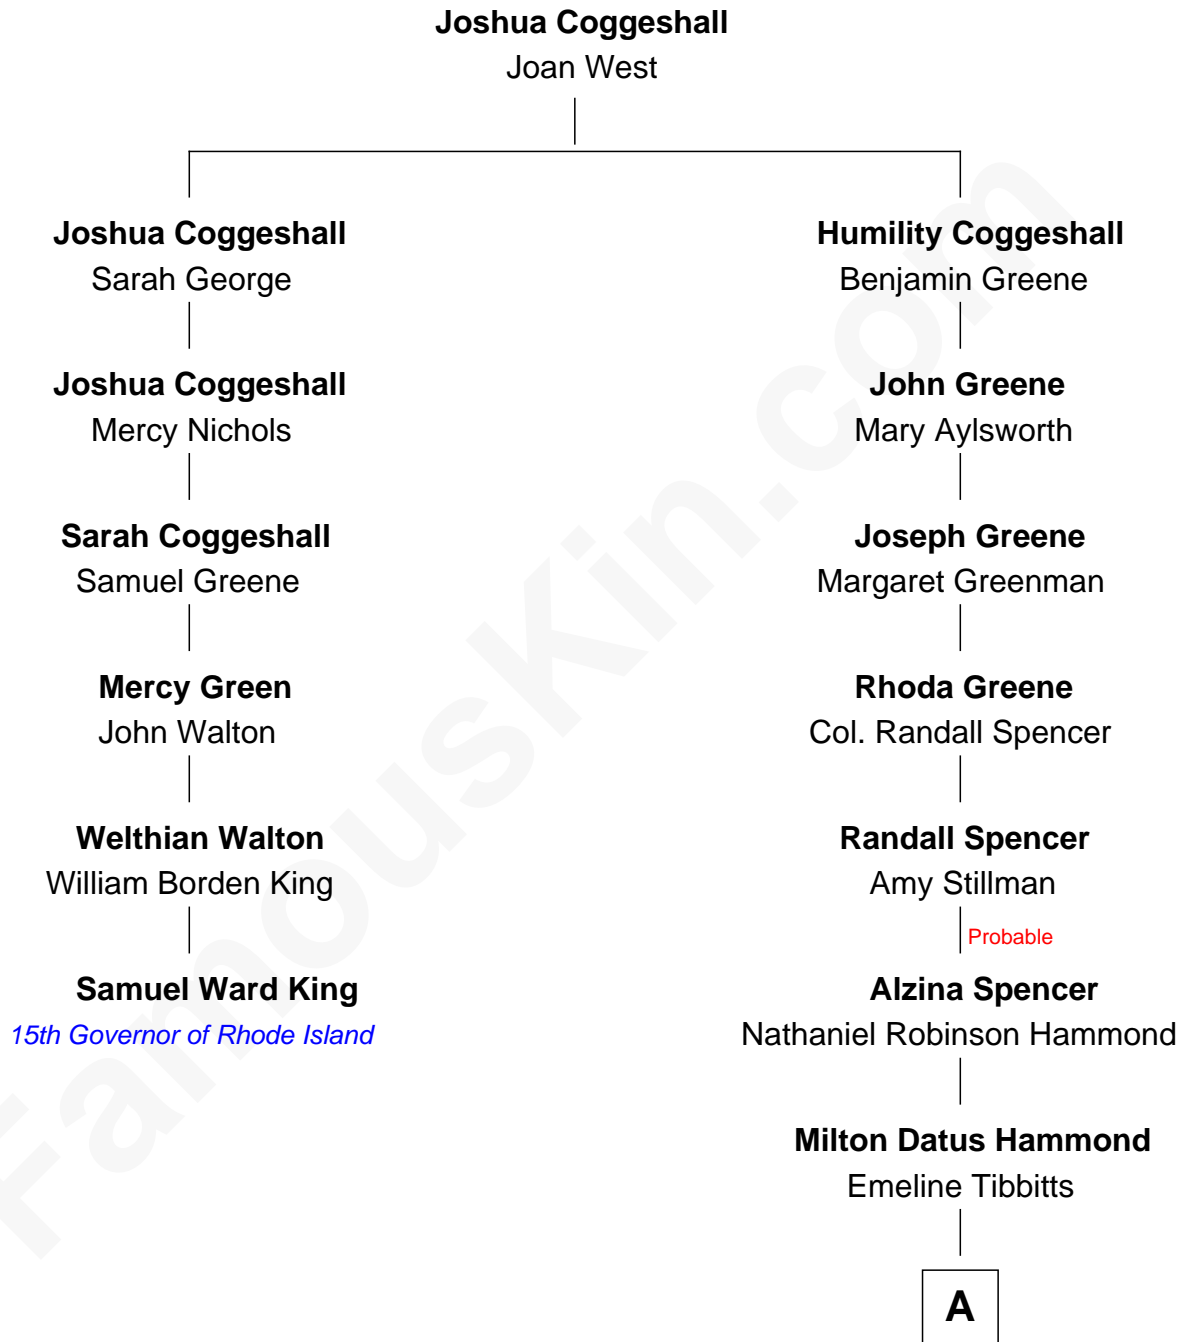 Joshua Coggeshall
Joan West
Joshua Coggeshall
Sarah George
Humility Coggeshall
Benjamin Greene
Joshua Coggeshall
Mercy Nichols
John Greene
Mary Aylsworth
Sarah Coggeshall
Samuel Greene
Joseph Greene
Margaret Greenman
Mercy Green
John Walton
Rhoda Greene
Col. Randall Spencer
Welthian Walton
William Borden King
Randall Spencer
Amy Stillman
Probable
Samuel Ward King
15th Governor of Rhode Island
Alzina Spencer
Nathaniel Robinson Hammond
Milton Datus Hammond
Emeline Tibbitts
A
FamousKin.com